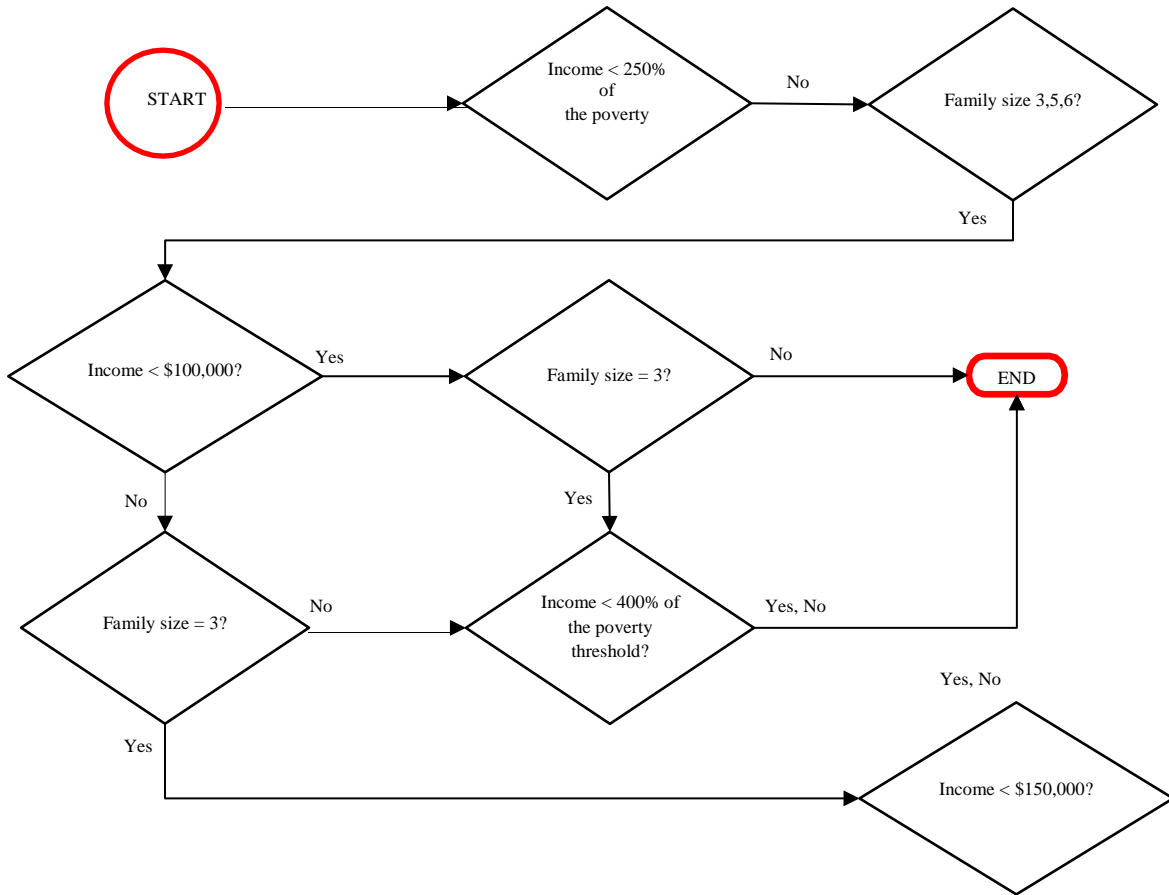 START
Income < 250%
of
the poverty
No
Family size 3,5,6?
Yes
Income < $100,000?
Yes
Family size = 3?
No
END
No
Yes
Family size = 3?
No
Income < 400% of
the poverty
threshold?
Yes, No
Yes, No
Yes
Income < $150,000?